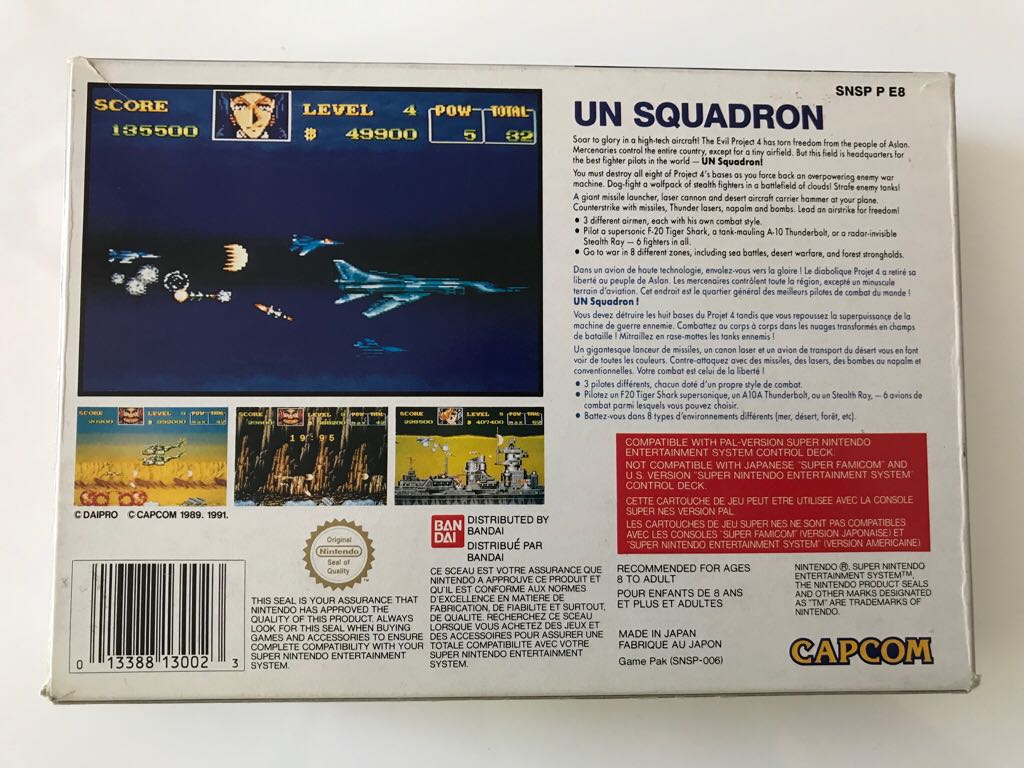 SNSP P E8
SCORE
135500
LEVEL 4
฿ 49900
POW
5
TOTAL
32
UN SQUADRON
Soar to glory in a high-tech aircraft! The Evil Project 4 has torn freedom from the people of Aslan.
Mercenaries control the entire country, except for a tiny airfield. But this field is headquarters for
the best fighter pilots in the world — UN Squadron!
You must destroy all eight of Project 4's bases as you force back an overpowering enemy war
machine. Dog-fight a wolfpack of stealth fighters in a battlefield of clouds! Strafe enemy tanks!
A giant missile launcher, laser cannon and desert aircraft carrier hammer at your plane.
Counterstrike with missiles, Thunder lasers, napalm and bombs. Lead an airstrike for freedom!
• 3 different airmen, each with his own combat style.
• Pilot a supersonic F-20 Tiger Shark, a tank-mauling A-10 Thunderbolt, or a radar-invisible
Stealth Ray — 6 fighters in all.
• Go to war in 8 different zones, including sea battles, desert warfare, and forest strongholds.
Dans un avion de haute technologie, envolez-vous vers la gloire ! Le diabolique Projet 4 a retiré sa
liberté au peuple de Aslan. Les mercenaires contrôlent toute la région, excepté un minuscule
terrain d'aviation. Cet endroit est le quartier général des meilleurs pilotes de combat du monde !
UN Squadron !
Vous devez détruire les huit bases du Projet 4 tandis que vous repoussez la superpuissance de la
machine de guerre ennemie. Combattez au corps à corps dans les nuages transformés en champs
de bataille ! Mitraillez en rase-mottes les tanks ennemis !
Un gigantesque lanceur de missiles, un canon laser et un avion de transport du désert vous en font
voir de toutes les couleurs. Contre-attaquez avec des missiles, des lasers, des bombes au napalm et
conventionnelles. Votre combat est celui de la liberté !
• 3 pilotes différents, chacun doté d'un propre style de combat.
• Pilotez un F20 Tiger Shark supersonique, un A10A Thunderbolt, ou un Stealth Ray, — 6 avions de
combat parmi lesquels vous pouvez choisir.
• Battez-vous dans 8 types d'environnements différents (mer, désert, forêt, etc).
SCORE
LEVEL
POW
TOTAL
SCORE
LEVEL
POW
TOTAL
19 95
SCORE
LEVEL
POW
TOTAL
228500
407400
© DAIPRO © CAPCOM 1989. 1991.
COMPATIBLE WITH PAL-VERSION SUPER NINTENDO
ENTERTAINMENT SYSTEM CONTROL DECK.
NOT COMPATIBLE WITH JAPANESE "SUPER FAMICOM" AND
U.S. VERSION "SUPER NINTENDO ENTERTAINMENT SYSTEM"
CONTROL DECK.
CETTE CARTOUCHE DE JEU PEUT ETRE UTILISEE AVEC LA CONSOLE
SUPER NES VERSION PAL.
LES CARTOUCHES DE JEU SUPER NES NE SONT PAS COMPATIBLES
AVEC LES CONSOLES "SUPER FAMICOM" (VERSION JAPONAISE) ET
"SUPER NINTENDO ENTERTAINMENT SYSTEM" (VERSION AMERICAINE).
Original
Nintendo
Seal of
Quality
THIS SEAL IS YOUR ASSURANCE THAT
NINTENDO HAS APPROVED THE
QUALITY OF THIS PRODUCT. ALWAYS
LOOK FOR THIS SEAL WHEN BUYING
GAMES AND ACCESSORIES TO ENSURE
COMPLETE COMPATIBILITY WITH YOUR
SUPER NINTENDO ENTERTAINMENT
SYSTEM.
BAN
DAI
DISTRIBUTED BY
BANDAI
DISTRIBUÉ PAR
BANDAI
CE SCEAU EST VOTRE ASSURANCE QUE
NINTENDO A APPROUVE CE PRODUIT ET
QU'IL EST CONFORME AUX NORMES
D'EXCELLENCE EN MATIERE DE
FABRICATION, DE FIABILITE ET SURTOUT,
DE QUALITE. RECHERCHEZ CE SCEAU
LORSQUE VOUS ACHETEZ DES JEUX ET
DES ACCESSOIRES POUR ASSURER UNE
TOTALE COMPATIBILITE AVEC VOTRE
SUPER NINTENDO ENTERTAINMENT
SYSTEM.
RECOMMENDED FOR AGES
8 TO ADULT
POUR ENFANTS DE 8 ANS
ET PLUS ET ADULTES
MADE IN JAPAN
FABRIQUE AU JAPON
Game Pak (SNSP-006)
NINTENDO ®, SUPER NINTENDO
ENTERTAINMENT SYSTEM™,
THE NINTENDO PRODUCT SEALS
AND OTHER MARKS DESIGNATED
AS "TM" ARE TRADEMARKS OF
NINTENDO.
CAPCOM
0 13388 13002 3